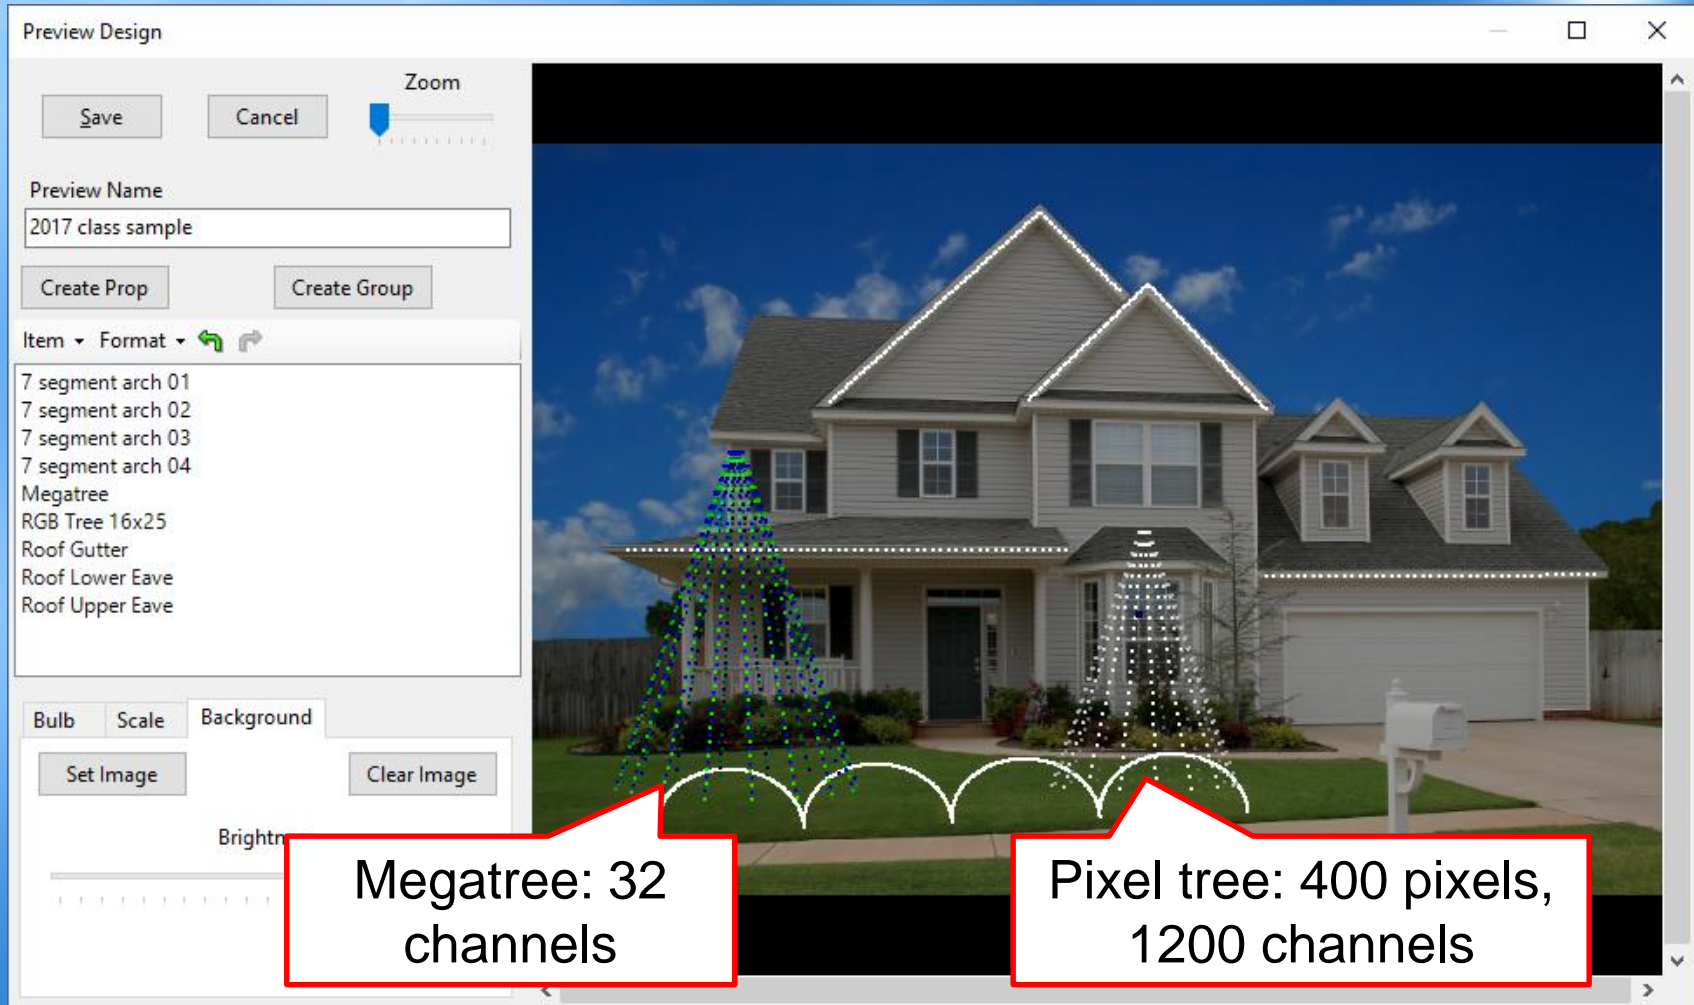 Preview Design
Zoom
Save
Cancel
Preview Name
2017 class sample
Create Prop
Create Group
Item
Format
7 segment arch 01
7 segment arch 02
7 segment arch 03
7 segment arch 04
Megatree
RGB Tree 16x25
Roof Gutter
Roof Lower Eave
Roof Upper Eave
Bulb
Scale
Background
Set Image
Clear Image
Megatree: 32
channels
Pixel tree: 400 pixels,
1200 channels